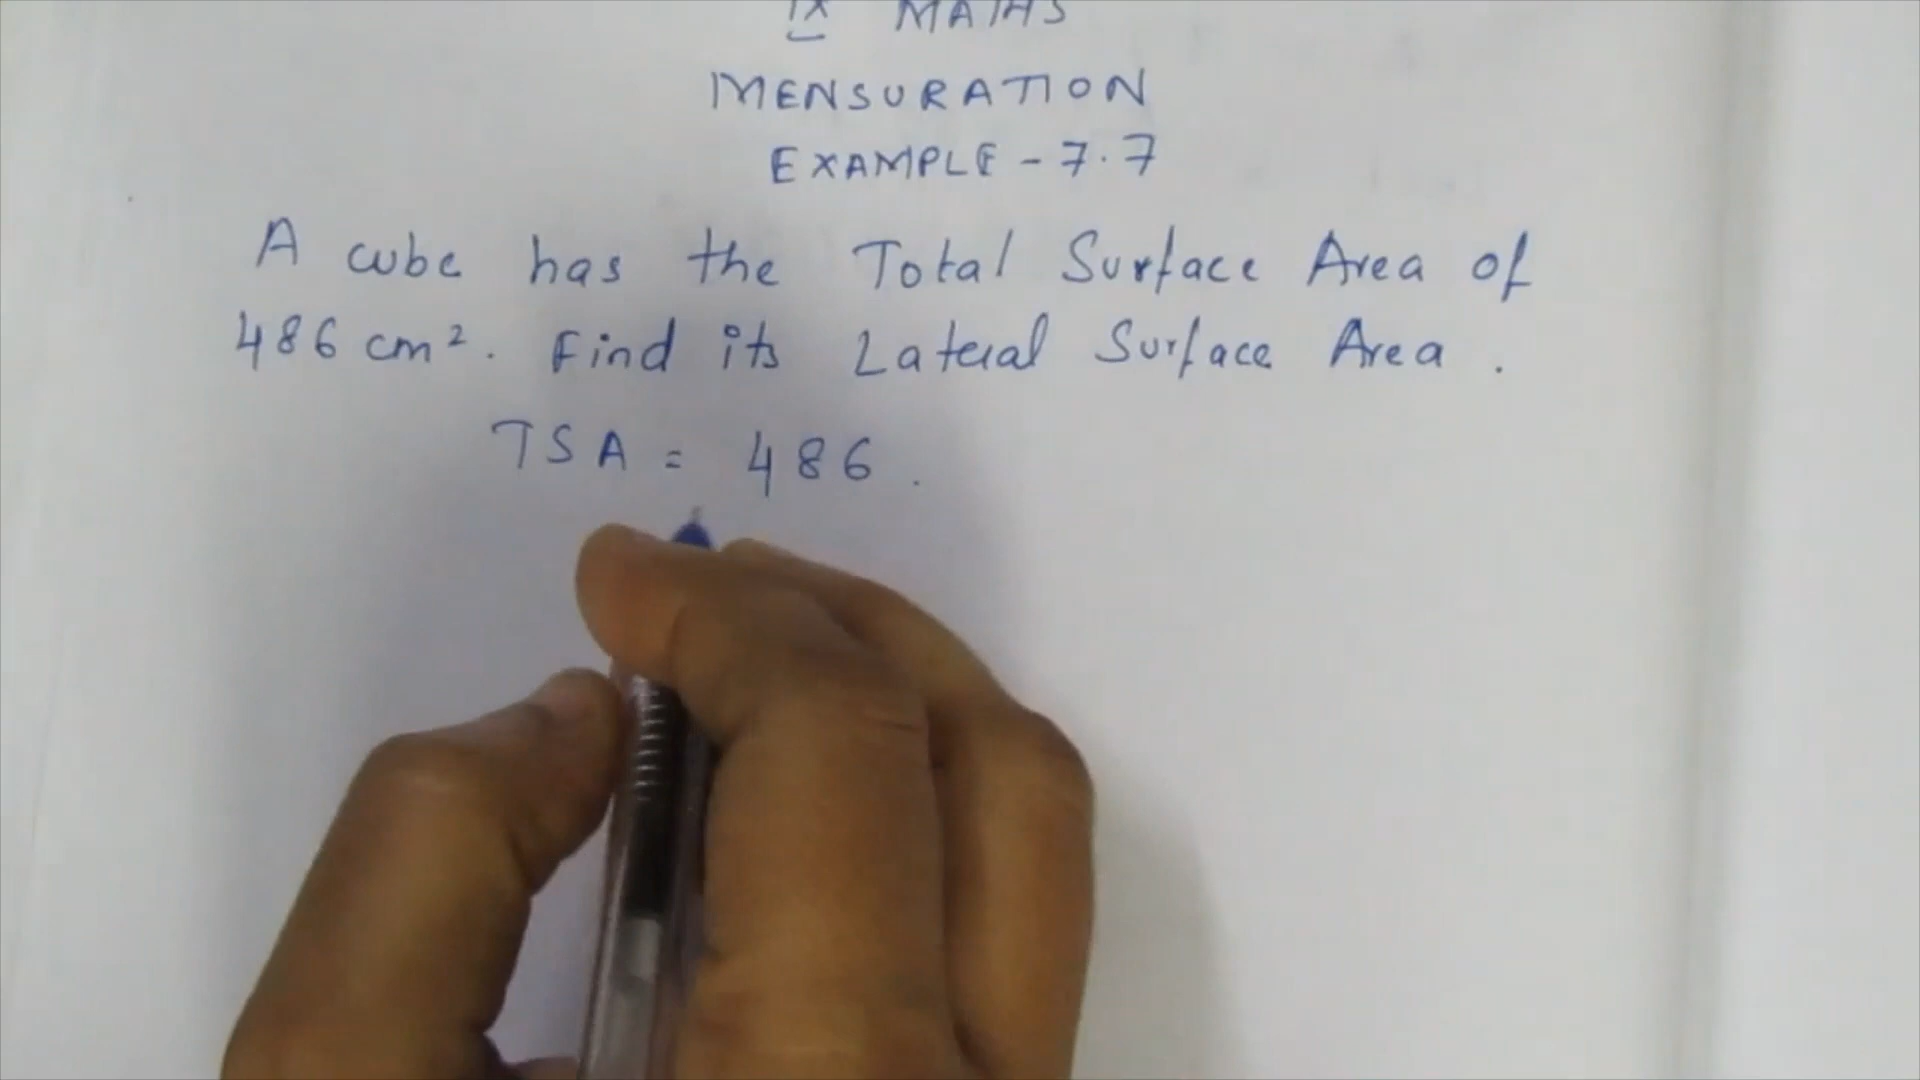 IX MATHS
MENSURATION
EXAMPLE - 7.7
A cube has the Total Surface Area of
486 cm². Find its Lateral Surface Area.
TSA = 486.